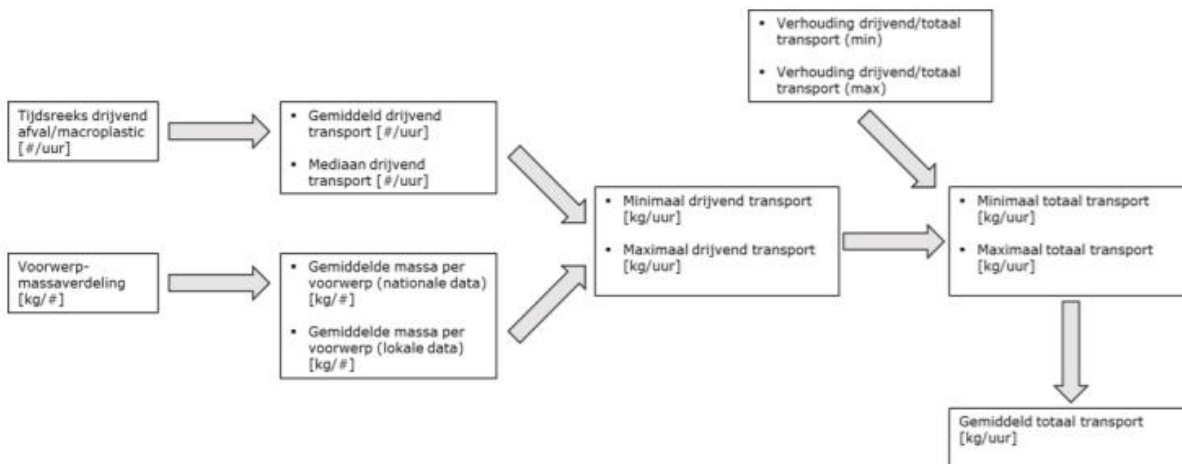 ▪ Verhouding drijvend/totaal
transport (min)
▪ Verhouding drijvend/totaal
transport (max)
Tijdsreeks drijvend
afval/macroplastic
[#/uur]
▪ Gemiddeld drijvend
transport [#/uur]
▪ Mediaan drijvend
transport [#/uur]
Voorwerp-
massaverdeling
[kg/#]
▪ Gemiddelde massa per
voorwerp (nationale data)
[kg/#]
▪ Gemiddelde massa per
voorwerp (lokale data)
[kg/#]
▪ Minimaal drijvend transport
[kg/uur]
▪ Maximaal drijvend transport
[kg/uur]
▪ Minimaal totaal transport
[kg/uur]
▪ Maximaal totaal transport
[kg/uur]
Gemiddeld totaal transport
[kg/uur]